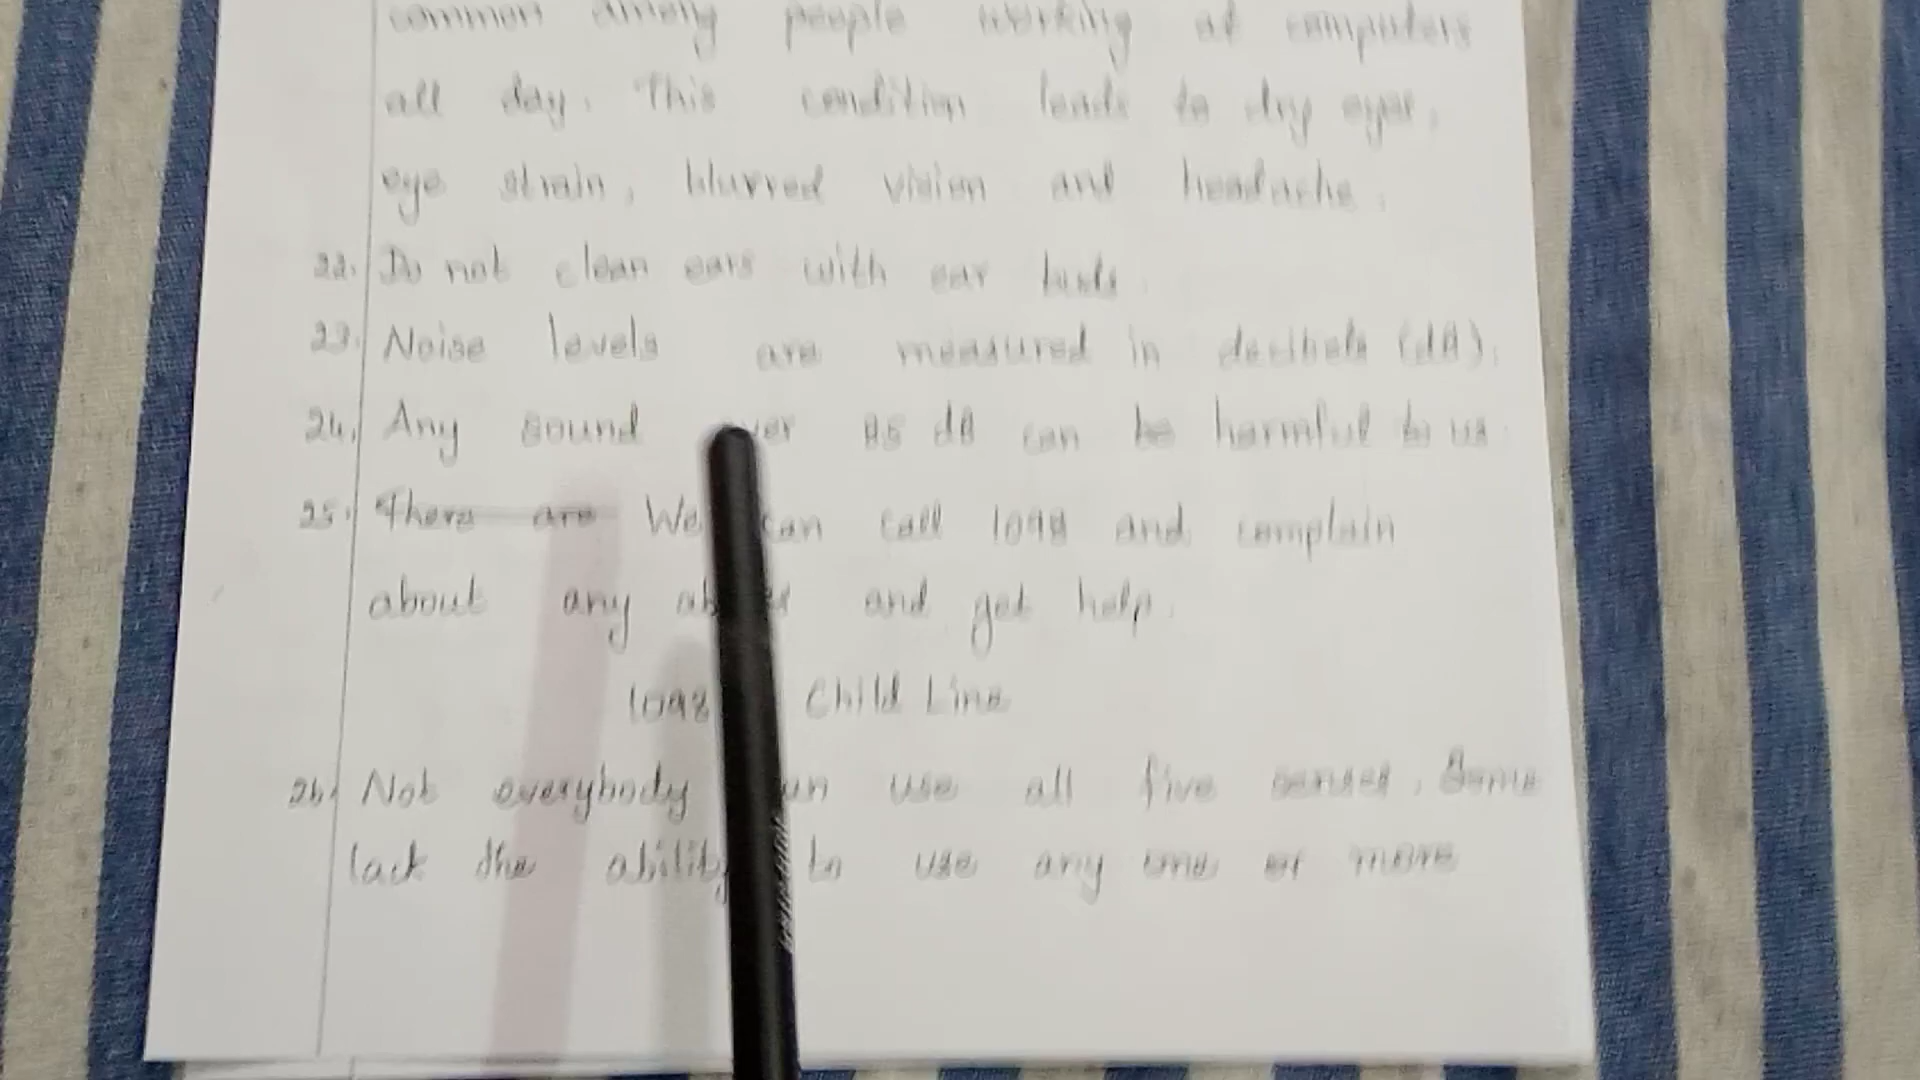 common among people working at computers
all day. This condition leads to dry eyes,
eye strain, blurred vision and headache.
22. Do not clean ears with ear buds.
23. Noise levels are measured in decibels (dB).
24. Any sound over 85 dB can be harmful to us
25. There are We can call 1098 and complain
about any and get help.
1098 Child Line
26. Not everybody can use all five senses. Some
lack the ability to use any one or more